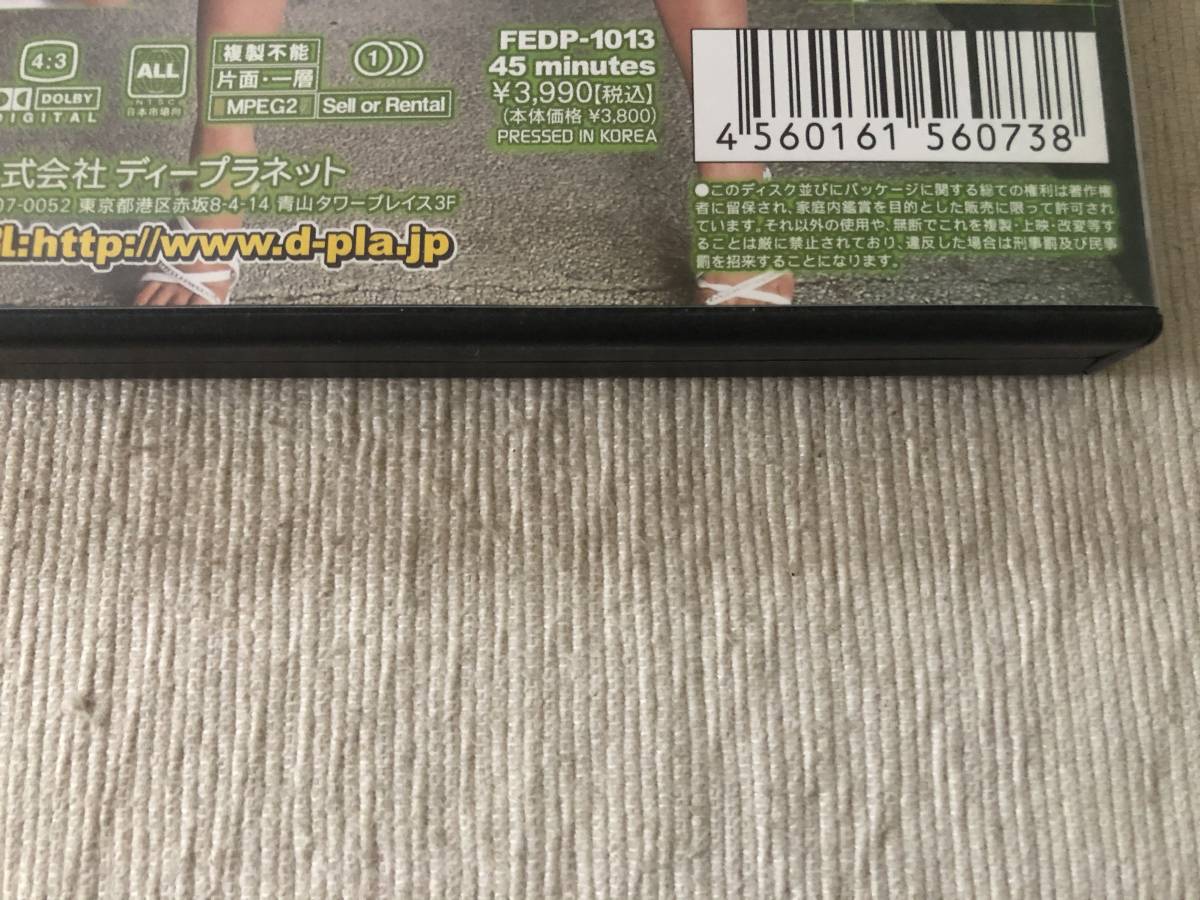 4:3
DOLBY
DIGITAL
ALL
NTSC
日本市場向
複製不能
片面・一層
MPEG2
Sell or Rental
1
FEDP-1013
45 minutes
¥3,990【税込】
(本体価格 ¥3,800)
PRESSED IN KOREA
4 560161 560738
式会社 ディープラネット
07-0052 東京都港区赤坂8-4-14 青山タワープレイス3F
L:http://www.d-pla.jp
●このディスク並びにパッケージに関する総ての権利は著作権
者に留保され、家庭内鑑賞を目的とした販売に限って許可され
ています。それ以外の使用や、無断でこれを複製・上映・改変等す
ることは厳に禁止されており、違反した場合は刑事罰及び民事
罰を招来することになります。